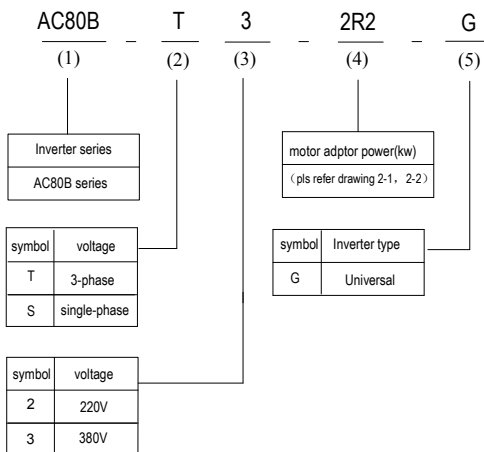 AC80B - T 3 - 2R2 - G
(1) (2) (3) (4) (5)
Inverter series
AC80B series
motor adptor power(kw)
（pls refer drawing 2-1， 2-2）
symbol voltage
T 3-phase
S single-phase
symbol Inverter type
G Universal
symbol voltage
2 220V
3 380V